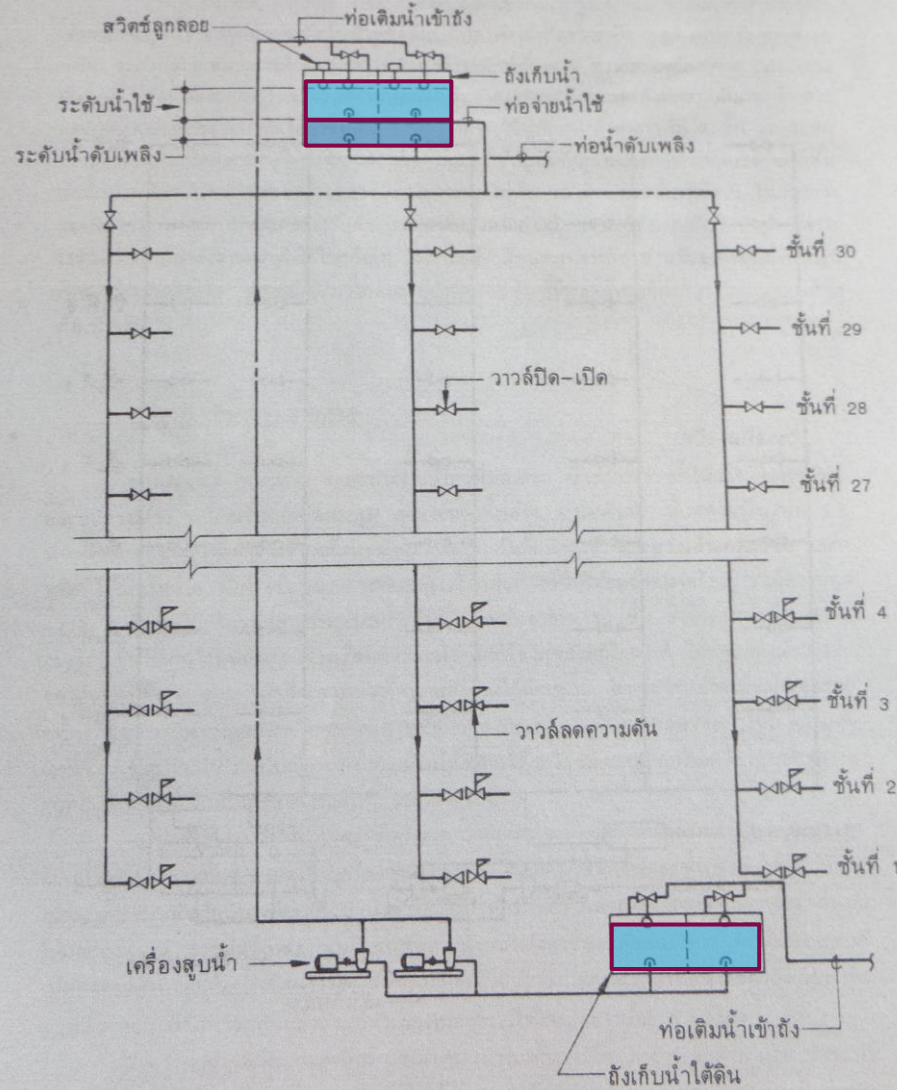 ท่อเติมน้ำเข้าถัง
สวิตช์ลูกลอย
ถังเก็บน้ำ
ระดับน้ำใช้
ท่อจ่ายน้ำใช้
ระดับน้ำดับเพลิง
ท่อน้ำดับเพลิง
ชั้นที่ 30
ชั้นที่ 29
วาวล์ปิด-เปิด
ชั้นที่ 28
ชั้นที่ 27
ชั้นที่ 4
ชั้นที่ 3
วาวล์ลดความดัน
ชั้นที่ 2
ชั้นที่ 1
เครื่องสูบน้ำ
ท่อเติมน้ำเข้าถัง
ถังเก็บน้ำใต้ดิน